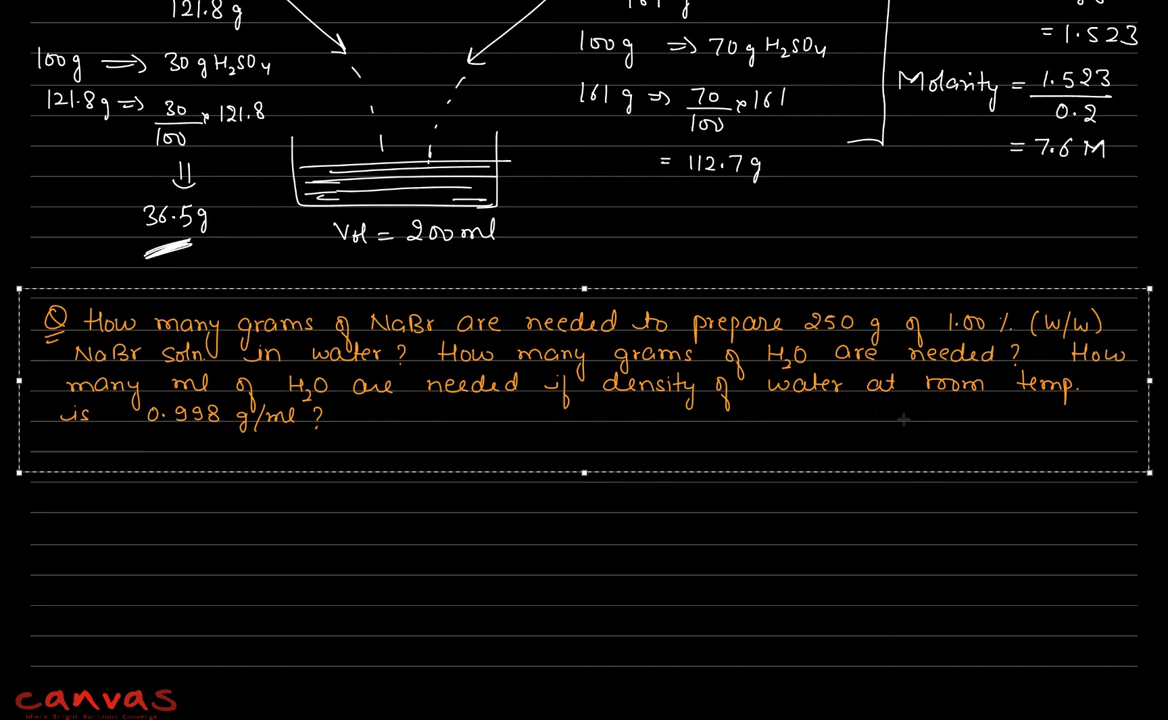 121.8 g
100g ⟹ 30 g H₂SO₄
121.8 g ⇒ 30/100 × 121.8
36.5 g
Vol = 200 ml
100g ⇒ 70 g H₂SO₄
161 g ⇒ 70/100 × 161
= 112.7 g
= 1.523
Molarity = 1.523/0.2
= 7.6 M
Q How many grams of NaBr are needed to prepare 250 g of 1.00 % (W/W)
NaBr soln in water? How many grams of H₂O are needed? How
many ml of H₂O are needed if density of water at room temp.
is 0.998 g/ml?
canvas